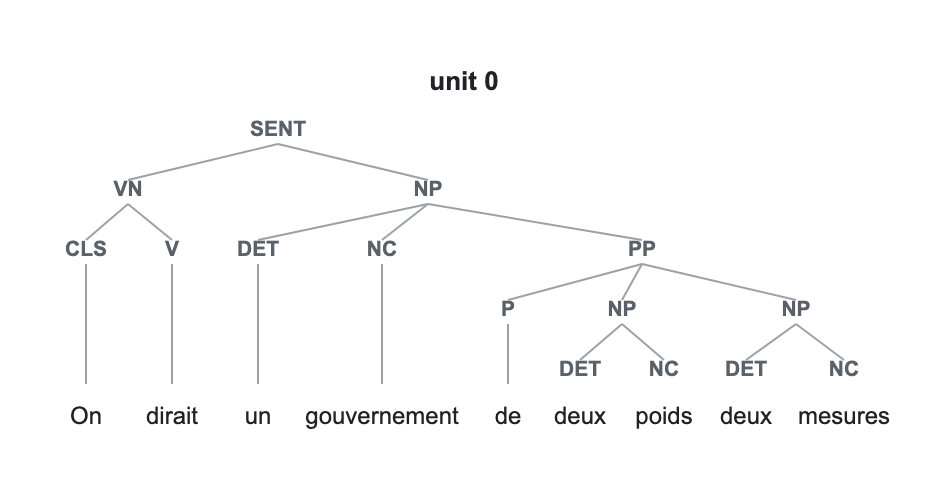 unit 0
SENT
VN NP
CLS V DET NC PP
P NP NP
DET NC DET NC
On dirait un gouvernement de deux poids deux mesures